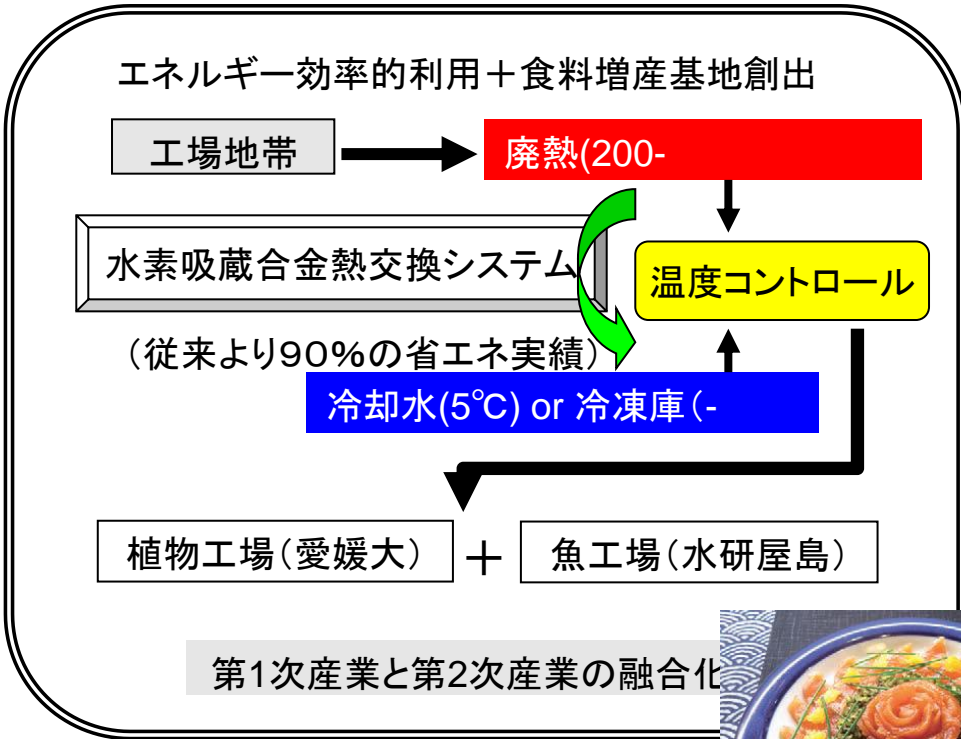 エネルギー効率的利用＋食料増産基地創出
工場地帯
廃熱(200-
水素吸蔵合金熱交換システム
温度コントロール
（従来より９０％の省エネ実績）
冷却水(5℃) or 冷凍庫（-
植物工場（愛媛大）
＋
魚工場（水研屋島）
第1次産業と第2次産業の融合化